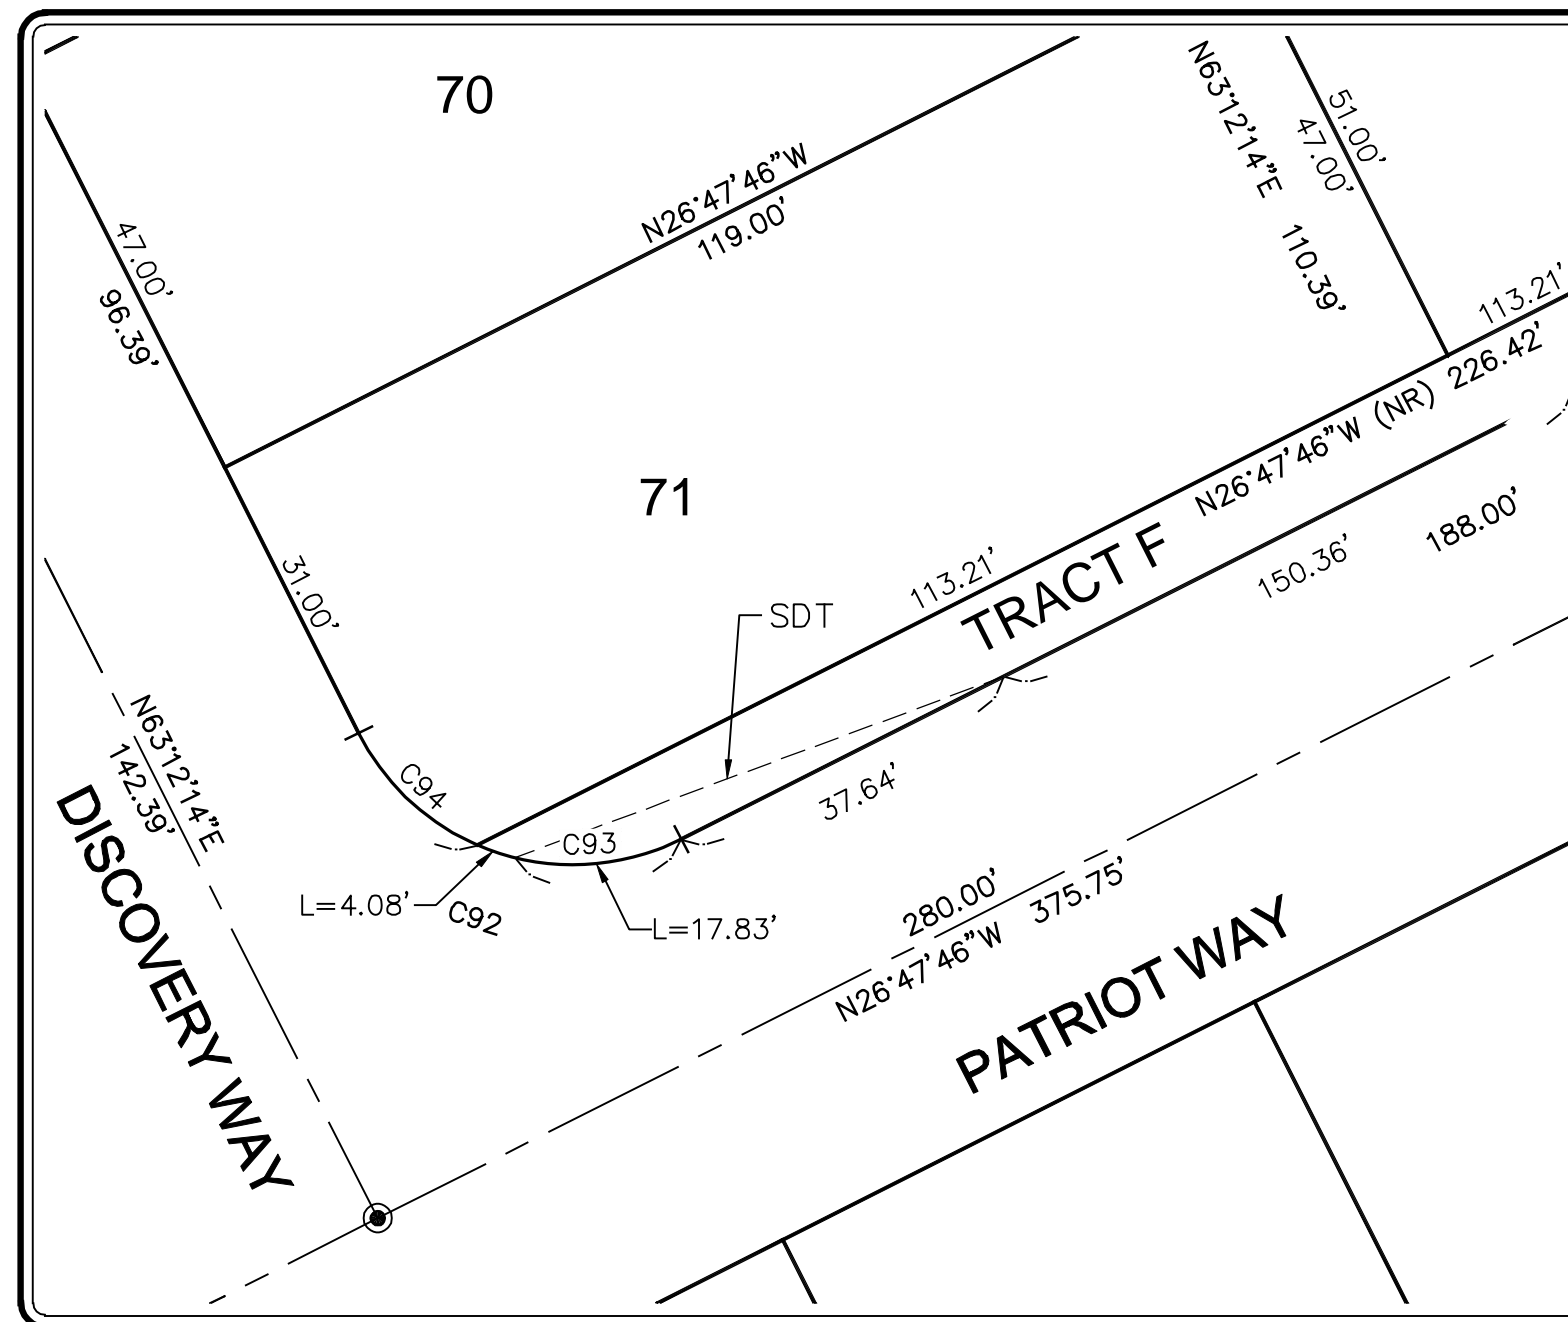 70
N26°47'46"W
119.00'
N63°12'14"E 110.39'
51.00'
47.00'
47.00'
96.39'
113.21'
N26°47'46"W (NR) 226.42'
71
31.00'
113.21'
TRACT F
150.36'
188.00'
SDT
N63°12'14"E
142.39'
C94
C93
37.64'
L=4.08'
C92
L=17.83'
280.00'
N26°47'46"W 375.75'
DISCOVERY WAY
PATRIOT WAY